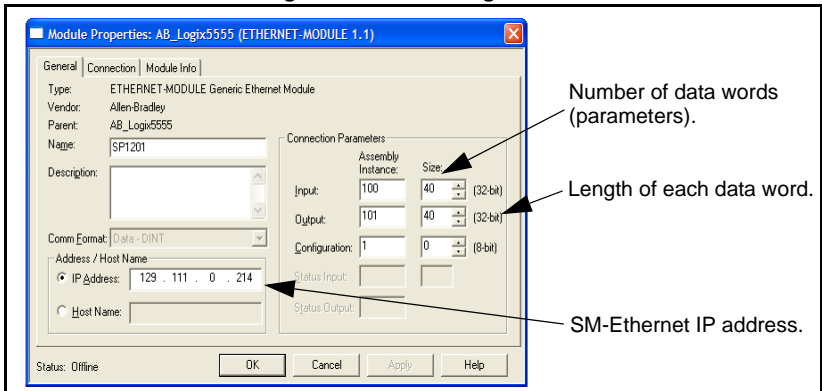 Module Properties: AB_Logix5555 (ETHERNET-MODULE 1.1)
General Connection Module Info
Type: ETHERNET-MODULE Generic Ethernet Module
Vendor: Allen-Bradley
Parent: AB_Logix5555
Name: SP1201
Description:
Comm Format: Data - DINT
Address / Host Name
IP Address: 129 . 111 . 0 . 214
Host Name:
Connection Parameters
Assembly
Instance: Size:
Input: 100 40 (32-bit)
Output: 101 40 (32-bit)
Configuration: 1 0 (8-bit)
Status Input:
Status Output:
Status: Offline
OK Cancel Apply Help
Number of data words
(parameters).
Length of each data word.
SM-Ethernet IP address.